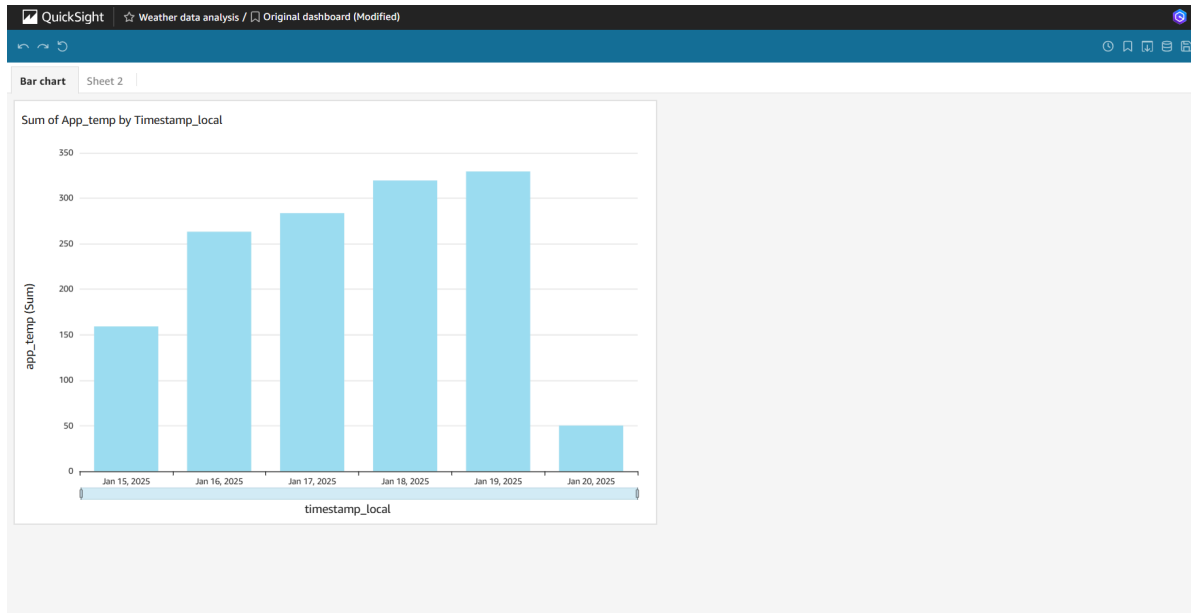 QuickSight Weather data analysis / Original dashboard (Modified)
Bar chart Sheet 2
Sum of App_temp by Timestamp_local
350
300
250
200
150
100
50
0
app_temp (Sum)
Jan 15, 2025 Jan 16, 2025 Jan 17, 2025 Jan 18, 2025 Jan 19, 2025 Jan 20, 2025
timestamp_local